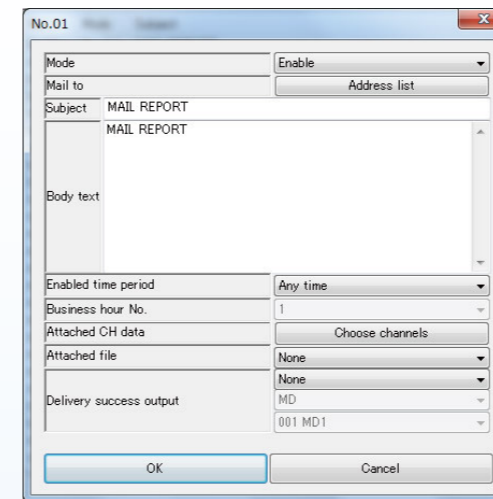 No.01
Mode Enable
Mail to Address list
Subject MAIL REPORT
Body text MAIL REPORT
Enabled time period Any time
Business hour No. 1
Attached CH data Choose channels
Attached file None
Delivery success output None
MD
001 MD1
OK Cancel